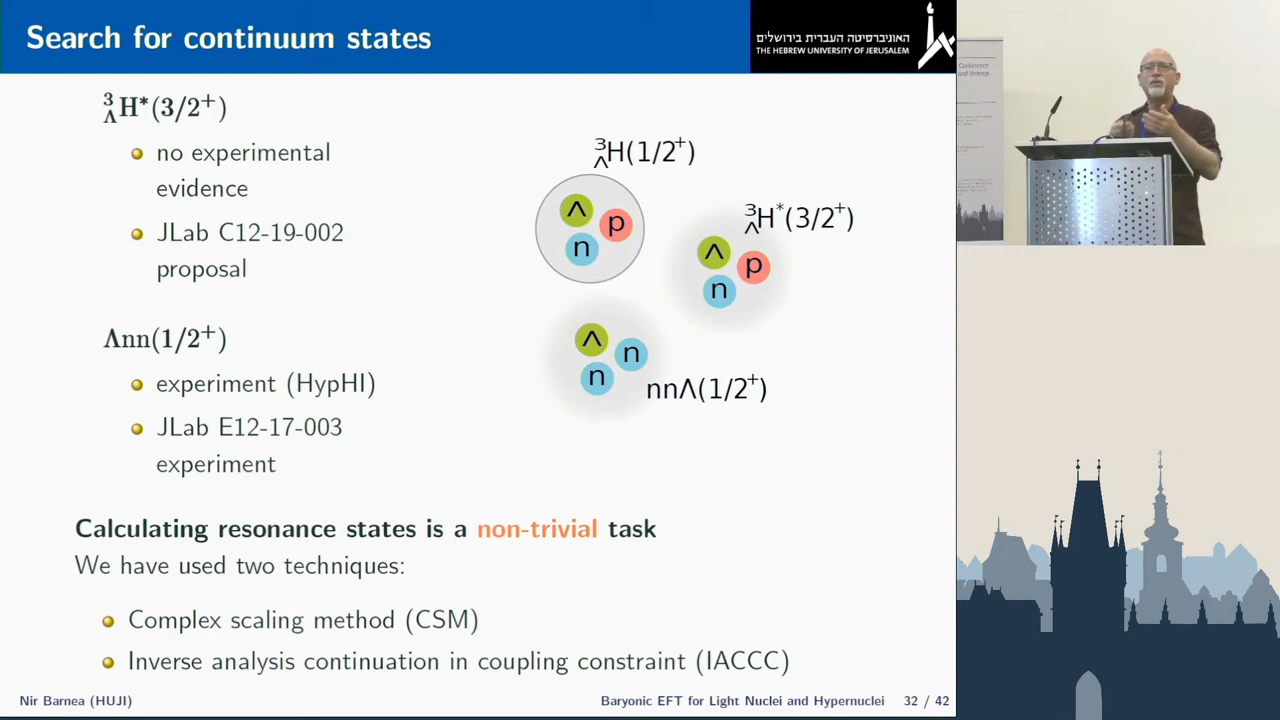 Search for continuum states
האוניברסיטה העברית בירושלים
THE HEBREW UNIVERSITY OF JERUSALEM
³ΛH*(3/2⁺)
no experimental
evidence
JLab C12-19-002
proposal
Λnn(1/2⁺)
experiment (HypHI)
JLab E12-17-003
experiment
³ΛH(1/2⁺)
Λ
p
n
³ΛH*(3/2⁺)
Λ
p
n
Λ
n
n
nnΛ(1/2⁺)
Calculating resonance states is a non-trivial task
We have used two techniques:
Complex scaling method (CSM)
Inverse analysis continuation in coupling constraint (IACCC)
Nir Barnea (HUJI)
Baryonic EFT for Light Nuclei and Hypernuclei
32 / 42
Conference
and Strange